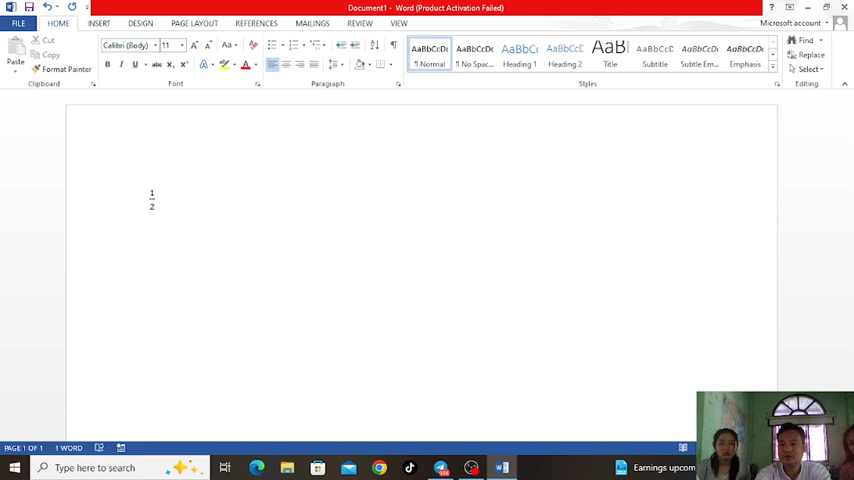 Document1 - Word (Product Activation Failed)
FILE HOME INSERT DESIGN PAGE LAYOUT REFERENCES MAILINGS REVIEW VIEW Microsoft account
Paste
Cut
Copy
Format Painter
Clipboard
Calibri (Body) 11
Font
Paragraph
AaBbCcDc AaBbCcDc AaBbCc AaBbCcD AaB AaBbCcD AaBbCcDc AaBbCcDc
¶ Normal ¶ No Spac... Heading 1 Heading 2 Title Subtitle Subtle Em... Emphasis
Styles
Find
Replace
Select
Editing
1
2
PAGE 1 OF 1 1 WORD
Type here to search
Earnings upcom